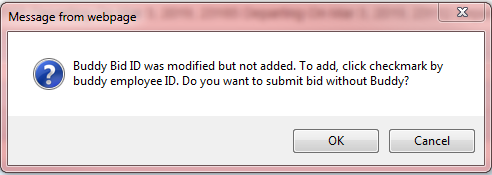 Message from webpage
Buddy Bid ID was modified but not added. To add, click checkmark by
buddy employee ID. Do you want to submit bid without Buddy?
OK
Cancel